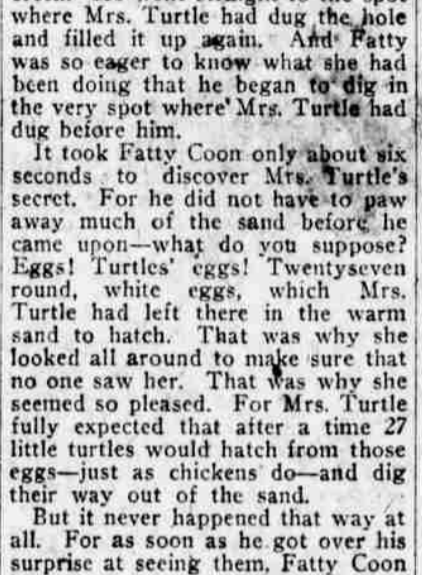 where Mrs. Turtle had dug the hole
and filled it up again. And Fatty
was so eager to know what she had
been doing that he began to dig in
the very spot where Mrs. Turtle had
dug before him.
It took Fatty Coon only about six
seconds to discover Mrs. Turtle's
secret. For he did not have to paw
away much of the sand before he
came upon—what do you suppose?
Eggs! Turtles' eggs! Twentyseven
round, white eggs, which Mrs.
Turtle had left there in the warm
sand to hatch. That was why she
looked all around to make sure that
no one saw her. That was why she
seemed so pleased. For Mrs. Turtle
fully expected that after a time 27
little turtles would hatch from those
eggs—just as chickens do—and dig
their way out of the sand.
But it never happened that way at
all. For as soon as he got over his
surprise at seeing them, Fatty Coon